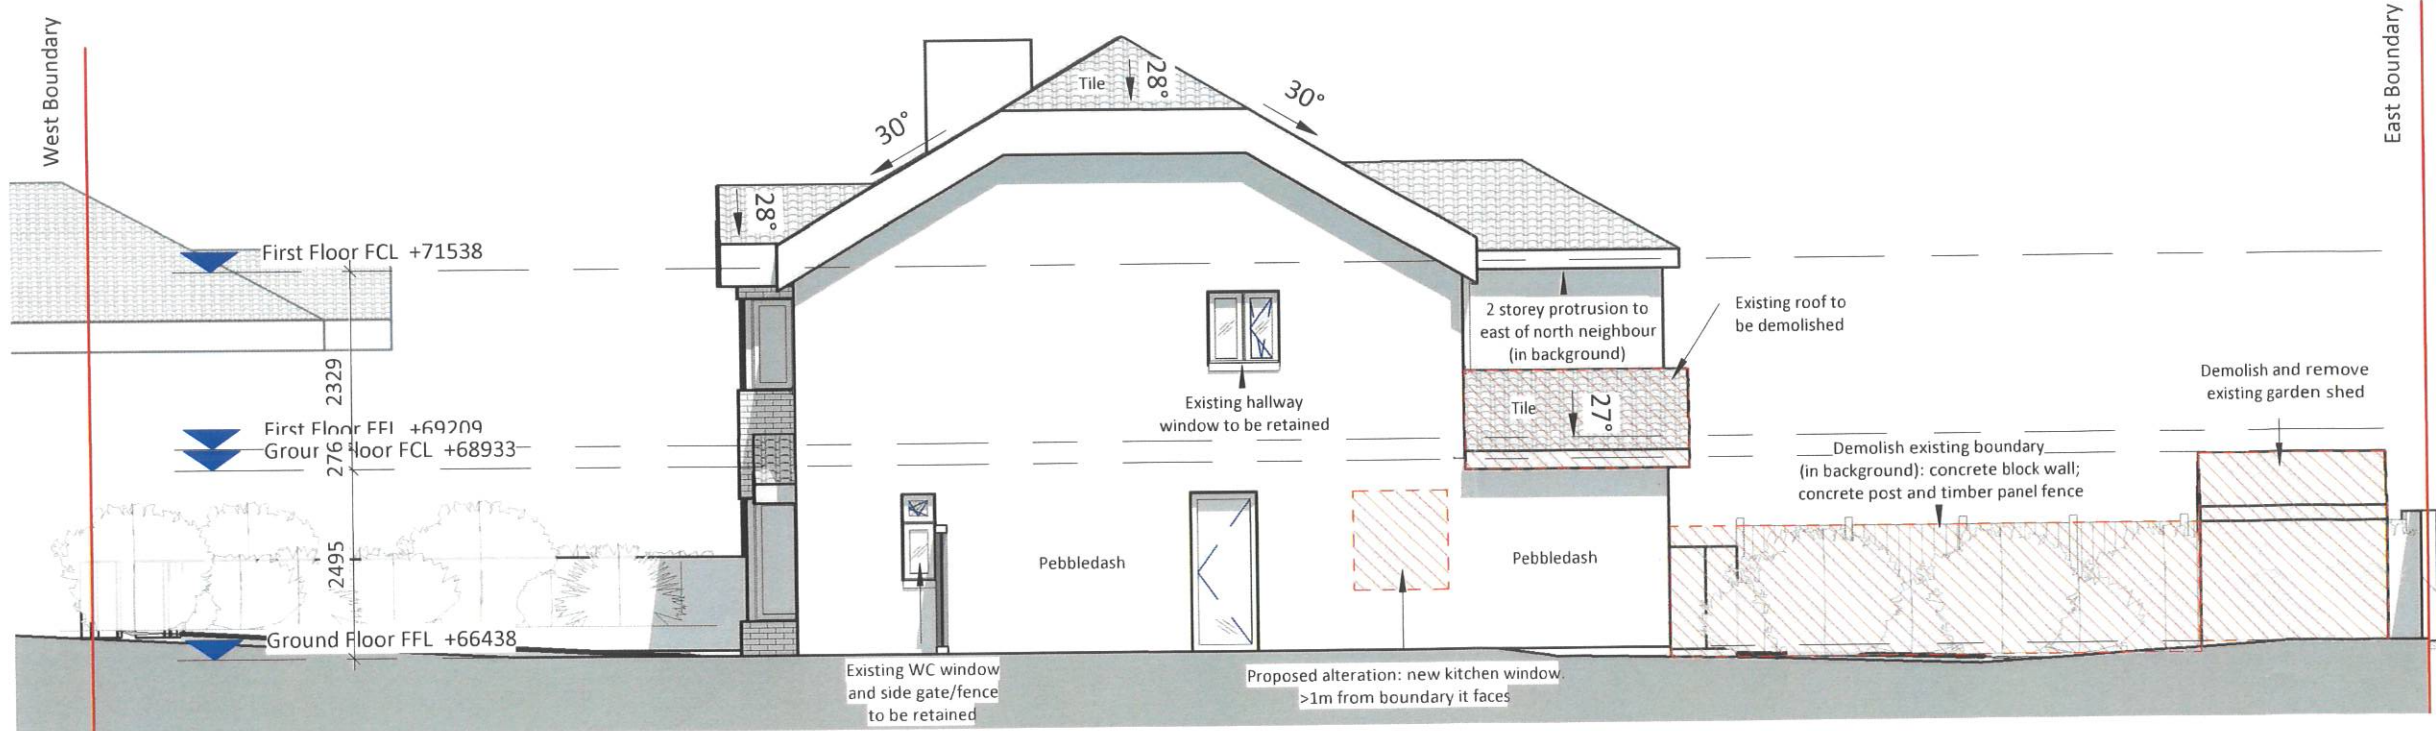 West Boundary
East Boundary
Tile
28°
30°
30°
28°
First Floor FCL +71538
2 storey protrusion to
east of north neighbour
(in background)
Existing roof to
be demolished
2329
Demolish and remove
existing garden shed
Existing hallway
window to be retained
Tile
27°
First Floor FFL +69209
Floor FCL +68933
276
Demolish existing boundary
(in background): concrete block wall;
concrete post and timber panel fence
2495
Pebbledash
Pebbledash
Ground Floor FFL +66438
Existing WC window
and side gate/fence
to be retained
Proposed alteration: new kitchen window.
>1m from boundary it faces